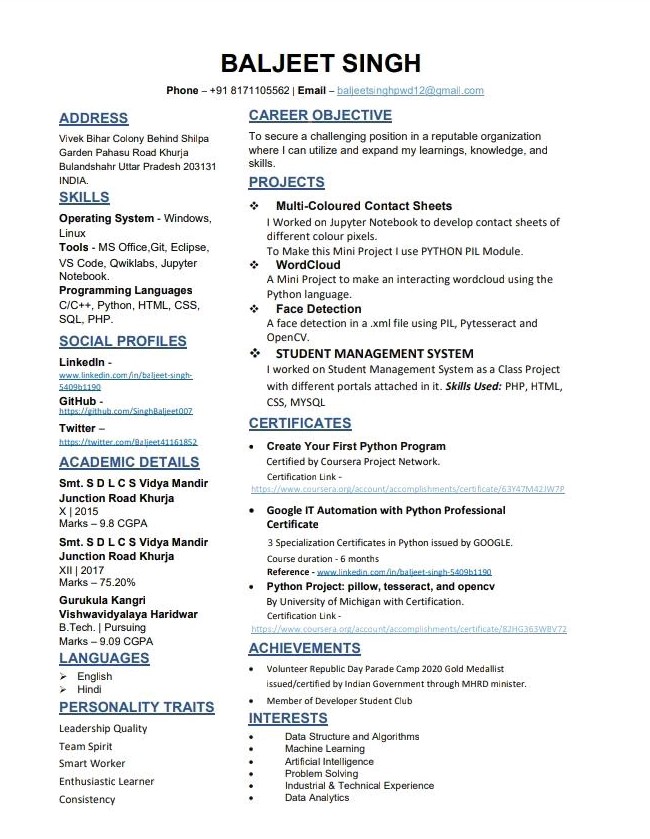 BALJEET SINGH
Phone – +91 8171105562 | Email – baljeetsinghpwd12@gmail.com
ADDRESS
Vivek Bihar Colony Behind Shilpa
Garden Pahasu Road Khurja
Bulandshahr Uttar Pradesh 203131
INDIA.
SKILLS
Operating System - Windows,
Linux
Tools - MS Office,Git, Eclipse,
VS Code, Qwiklabs, Jupyter
Notebook.
Programming Languages
C/C++, Python, HTML, CSS,
SQL, PHP.
SOCIAL PROFILES
LinkedIn -
www.linkedin.com/in/baljeet-singh-
5409b1190
GitHub -
https://github.com/SinghBaljeet007
Twitter –
https://twitter.com/Baljeet41161852
ACADEMIC DETAILS
Smt. S D L C S Vidya Mandir
Junction Road Khurja
X | 2015
Marks – 9.8 CGPA
Smt. S D L C S Vidya Mandir
Junction Road Khurja
XII | 2017
Marks – 75.20%
Gurukula Kangri
Vishwavidyalaya Haridwar
B.Tech. | Pursuing
Marks – 9.09 CGPA
LANGUAGES
➢ English
➢ Hindi
PERSONALITY TRAITS
Leadership Quality
Team Spirit
Smart Worker
Enthusiastic Learner
Consistency
CAREER OBJECTIVE
To secure a challenging position in a reputable organization
where I can utilize and expand my learnings, knowledge, and
skills.
PROJECTS
❖ Multi-Coloured Contact Sheets
I Worked on Jupyter Notebook to develop contact sheets of
different colour pixels.
To Make this Mini Project I use PYTHON PIL Module.
❖ WordCloud
A Mini Project to make an interacting wordcloud using the
Python language.
❖ Face Detection
A face detection in a .xml file using PIL, Pytesseract and
OpenCV.
❖ STUDENT MANAGEMENT SYSTEM
I worked on Student Management System as a Class Project
with different portals attached in it. Skills Used: PHP, HTML,
CSS, MYSQL
CERTIFICATES
• Create Your First Python Program
Certified by Coursera Project Network.
Certification Link -
https://www.coursera.org/account/accomplishments/certificate/63Y47M42JW7P
• Google IT Automation with Python Professional
Certificate
3 Specialization Certificates in Python issued by GOOGLE.
Course duration - 6 months
Reference - www.linkedin.com/in/baljeet-singh-5409b1190
• Python Project: pillow, tesseract, and opencv
By University of Michigan with Certification.
Certification Link -
https://www.coursera.org/account/accomplishments/certificate/82HG363WBV72
ACHIEVEMENTS
• Volunteer Republic Day Parade Camp 2020 Gold Medallist
issued/certified by Indian Government through MHRD minister.
• Member of Developer Student Club
INTERESTS
• Data Structure and Algorithms
• Machine Learning
• Artificial Intelligence
• Problem Solving
• Industrial & Technical Experience
• Data Analytics